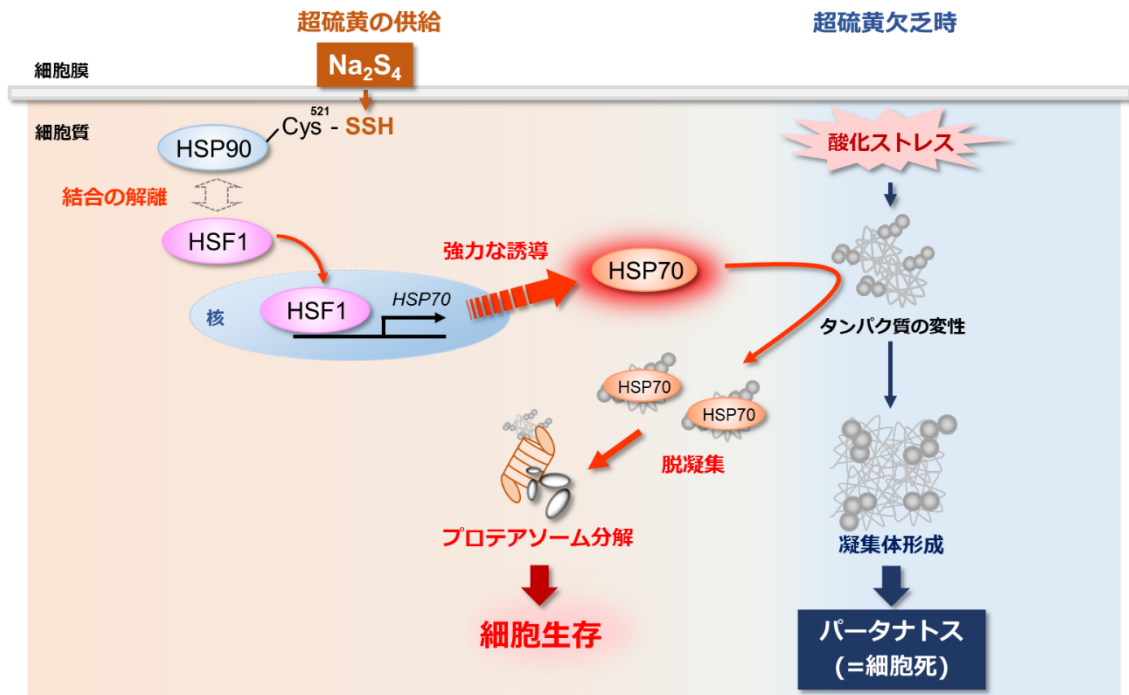 超硫黄の供給
超硫黄欠乏時
Na₂S₄
細胞膜
細胞質
Cys⁵²¹ - SSH
HSP90
酸化ストレス
結合の解離
HSF1
強力な誘導
HSP70
核
HSF1
HSP70
タンパク質の変性
HSP70
HSP70
脱凝集
プロテアソーム分解
凝集体形成
細胞生存
パータナトス
(=細胞死)